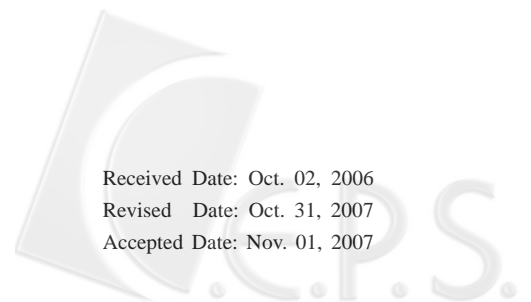 Received Date: Oct. 02, 2006
Revised Date: Oct. 31, 2007
Accepted Date: Nov. 01, 2007
C.E.P.S.